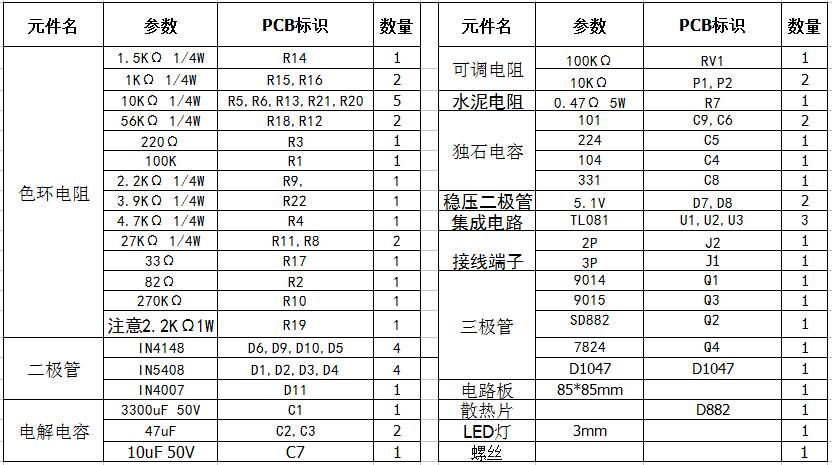 元件名 参数 PCB标识 数量 元件名 参数 PCB标识 数量
色环电阻 1.5KΩ 1/4W R14 1 可调电阻 100KΩ RV1 1
1KΩ 1/4W R15,R16 2 10KΩ P1,P2 2
10KΩ 1/4W R5,R6,R13,R21,R20 5 水泥电阻 0.47Ω 5W R7 1
56KΩ 1/4W R18,R12 2 独石电容 101 C9,C6 2
220Ω R3 1 224 C5 1
100K R1 1 104 C4 1
2.2KΩ 1/4W R9, 1 331 C8 1
3.9KΩ 1/4W R22 1 稳压二极管 5.1V D7,D8 2
4.7KΩ 1/4W R4 1 集成电路 TL081 U1,U2,U3 3
27KΩ 1/4W R11,R8 2 接线端子 2P J2 1
33Ω R17 1 3P J1 1
82Ω R2 1 三极管 9014 Q1 1
270KΩ R10 1 9015 Q3 1
注意2.2KΩ1W R19 1 SD882 Q2 1
二极管 IN4148 D6,D9,D10,D5 4 7824 Q4 1
IN5408 D1,D2,D3,D4 4 D1047 D1047 1
IN4007 D11 1 电路板 85*85mm 1
电解电容 3300uF 50V C1 1 散热片 D882 1
47uF C2,C3 2 LED灯 3mm 1
10uF 50V C7 1 螺丝 1